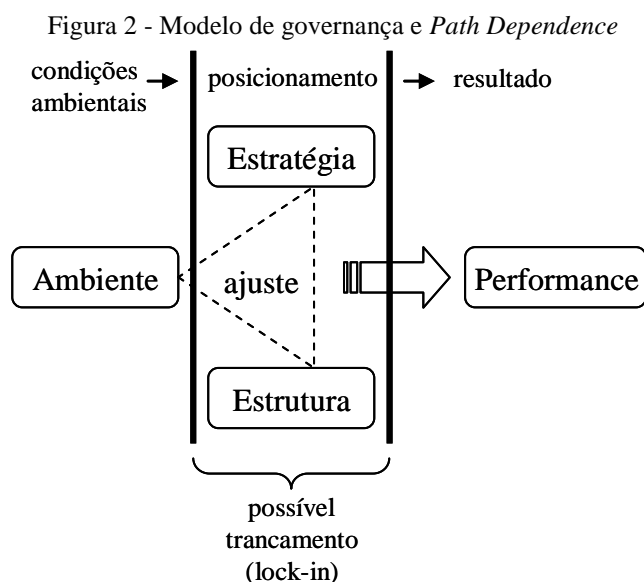 Figura 2 - Modelo de governança e Path Dependence
condições
ambientais
posicionamento
resultado
Estratégia
Ambiente
ajuste
Performance
Estrutura
possível
trancamento
(lock-in)